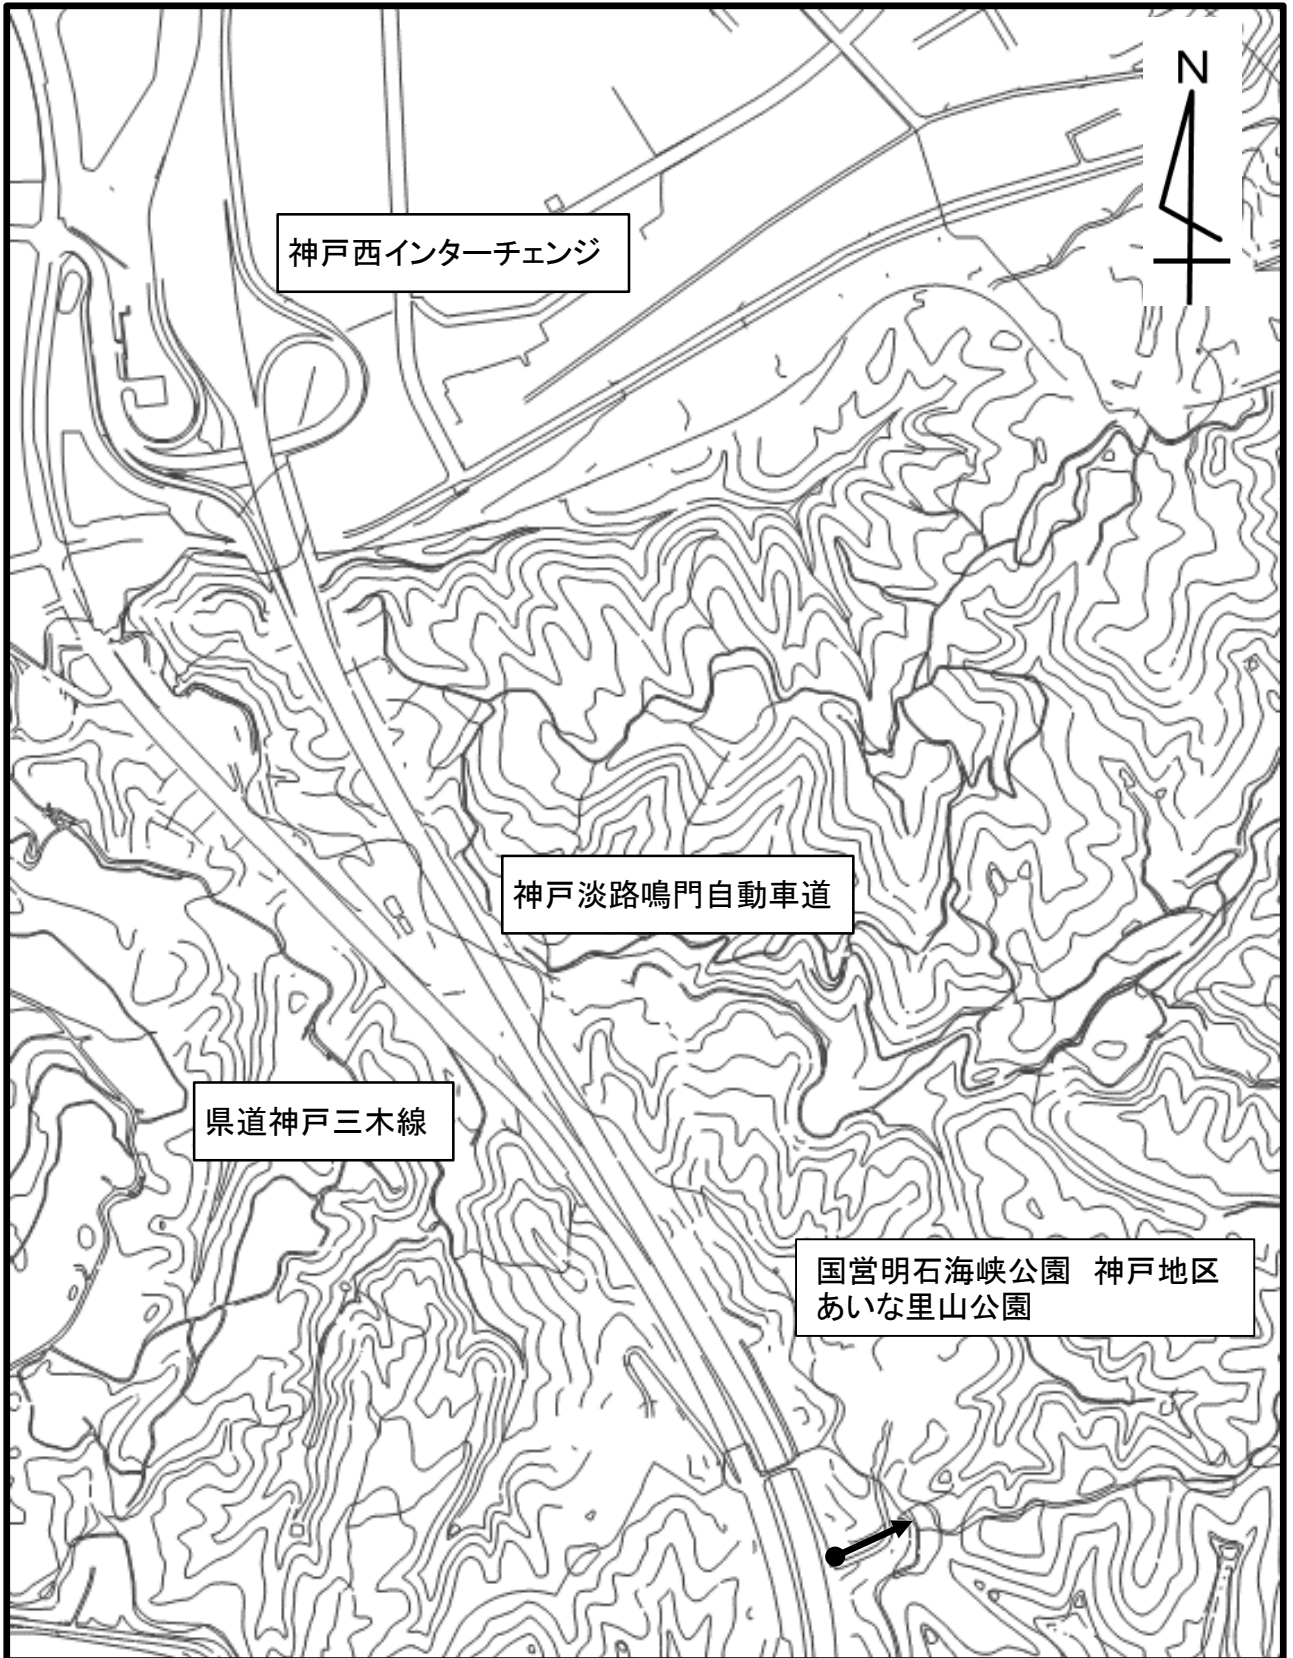 N
神戸西インターチェンジ
神戸淡路鳴門自動車道
県道神戸三木線
国営明石海峡公園　神戸地区
あいな里山公園